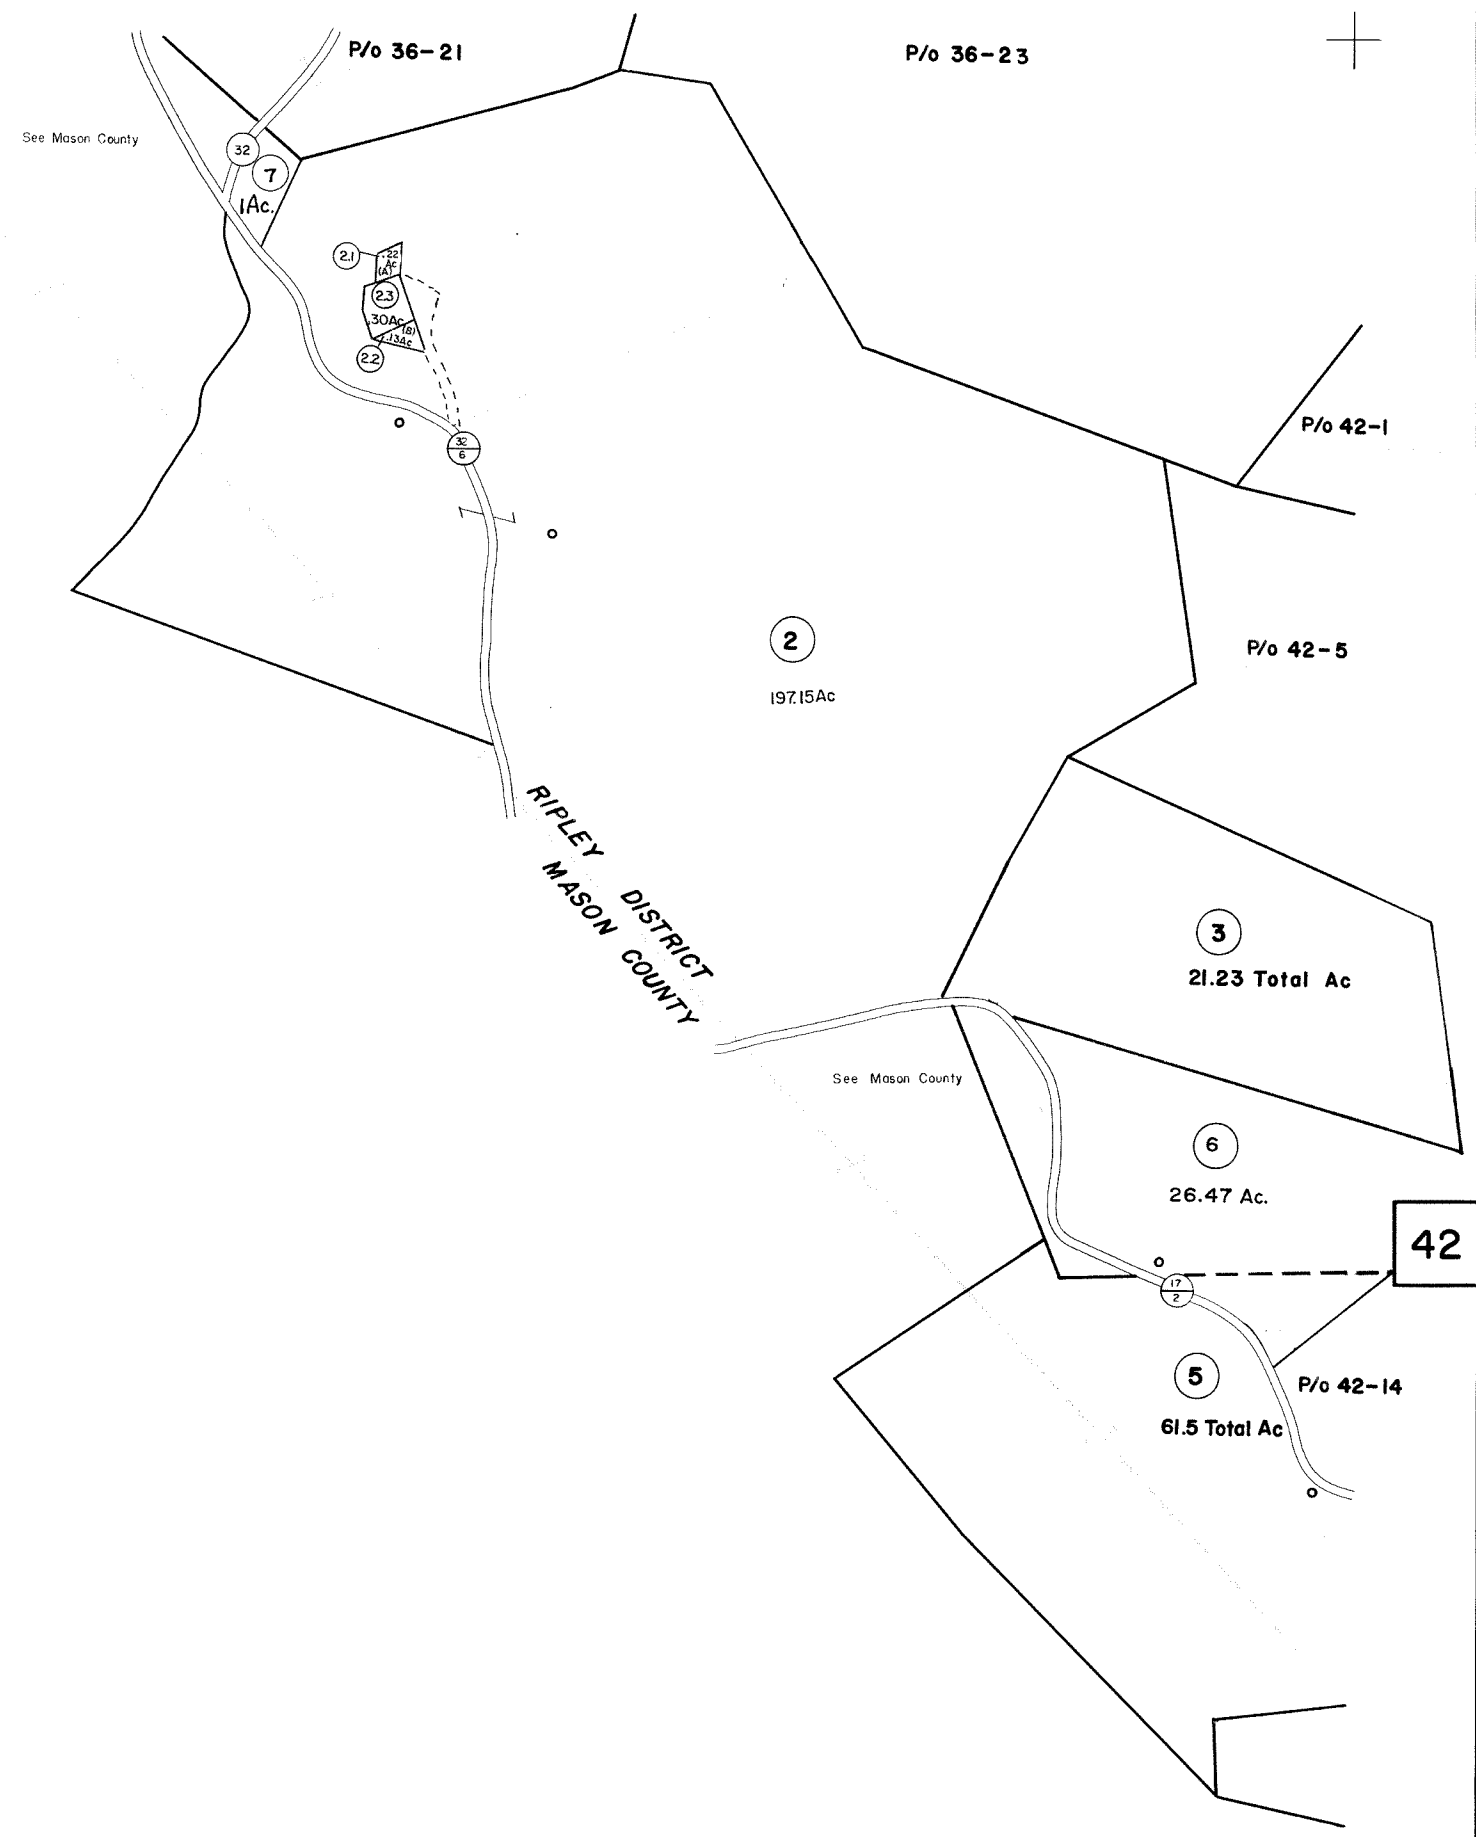 P/o 36-21
P/o 36-23
See Mason County
32
7
1Ac.
2.1
.22
Ac
(A)
2.3
.30Ac.
(B)
.13Ac
2.2
32
6
P/o 42-1
2
197.15Ac
P/o 42-5
RIPLEY DISTRICT
MASON COUNTY
3
21.23 Total Ac
See Mason County
6
26.47 Ac.
42
17
2
5
P/o 42-14
61.5 Total Ac